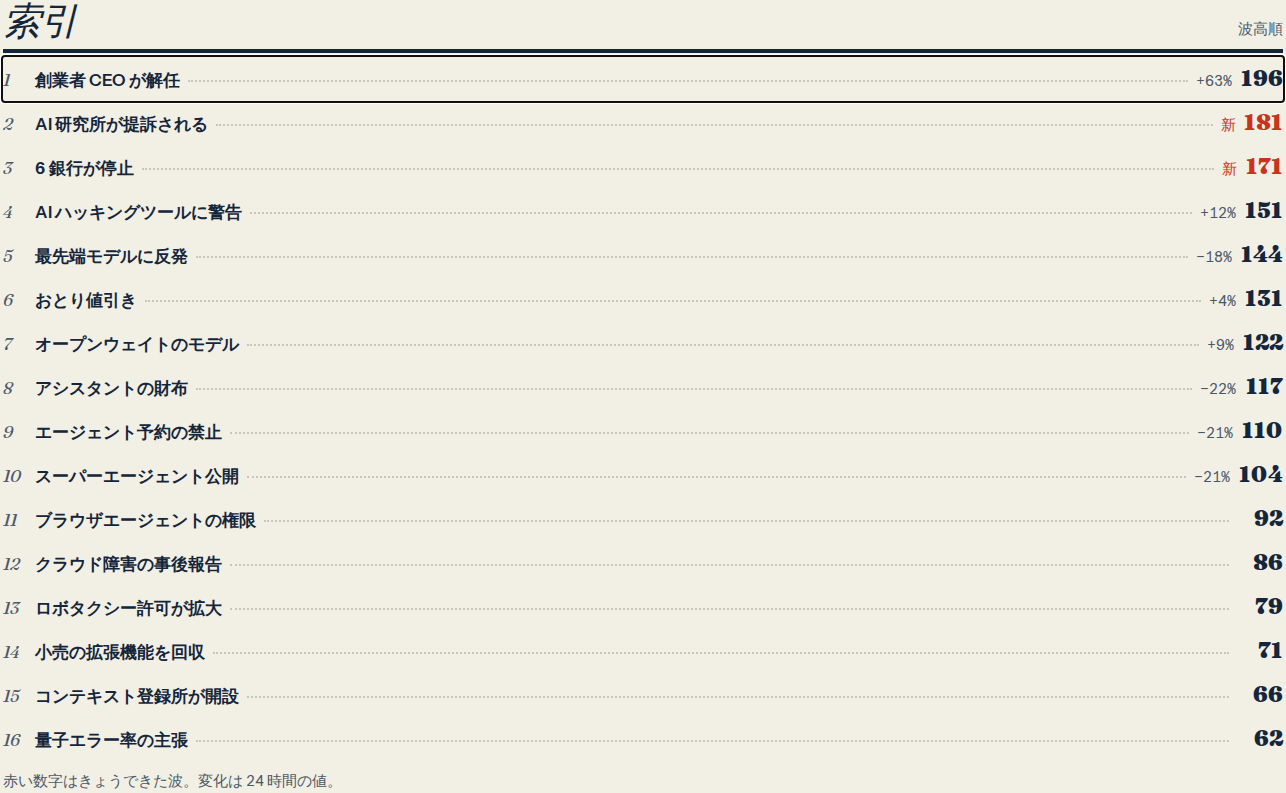 索引
波高順
1 創業者 CEO が解任 +63% 196
2 AI 研究所が提訴される 新 181
3 6 銀行が停止 新 171
4 AI ハッキングツールに警告 +12% 151
5 最先端モデルに反発 −18% 144
6 おとり値引き +4% 131
7 オープンウェイトのモデル +9% 122
8 アシスタントの財布 −22% 117
9 エージェント予約の禁止 −21% 110
10 スーパーエージェント公開 −21% 104
11 ブラウザエージェントの権限 92
12 クラウド障害の事後報告 86
13 ロボタクシー許可が拡大 79
14 小売の拡張機能を回収 71
15 コンテキスト登録所が開設 66
16 量子エラー率の主張 62
赤い数字はきょうできた波。変化は 24 時間の値。